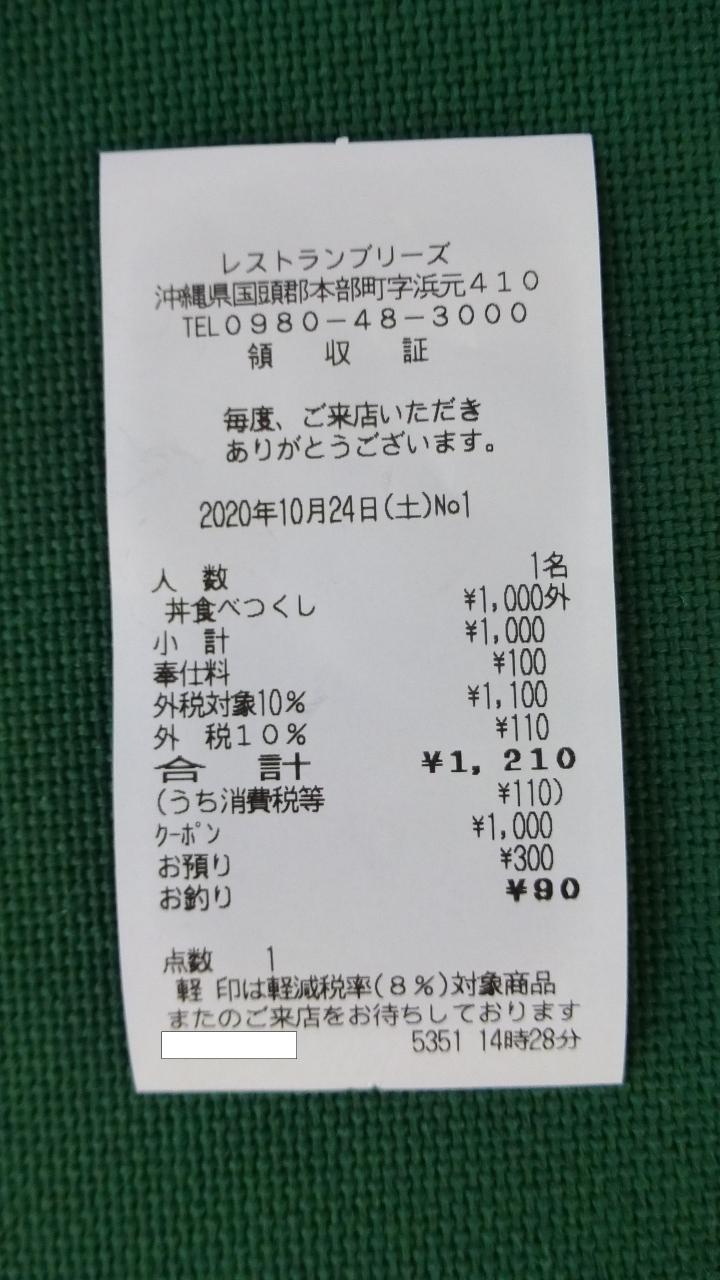 レストランブリーズ
沖縄県国頭郡本部町字浜元410
TEL0980-48-3000
領 収 証
毎度、ご来店いただき
ありがとうございます。
2020年10月24日(土)No1
人 数 1名
丼食べつくし ¥1,000外
小 計 ¥1,000
奉仕料 ¥100
外税対象10% ¥1,100
外 税10% ¥110
合 計 ¥1,210
(うち消費税等 ¥110)
クーポン ¥1,000
お預り ¥300
お釣り ¥90
点数 1
軽 印は軽減税率(8%)対象商品
またのご来店をお待ちしております
5351 14時28分